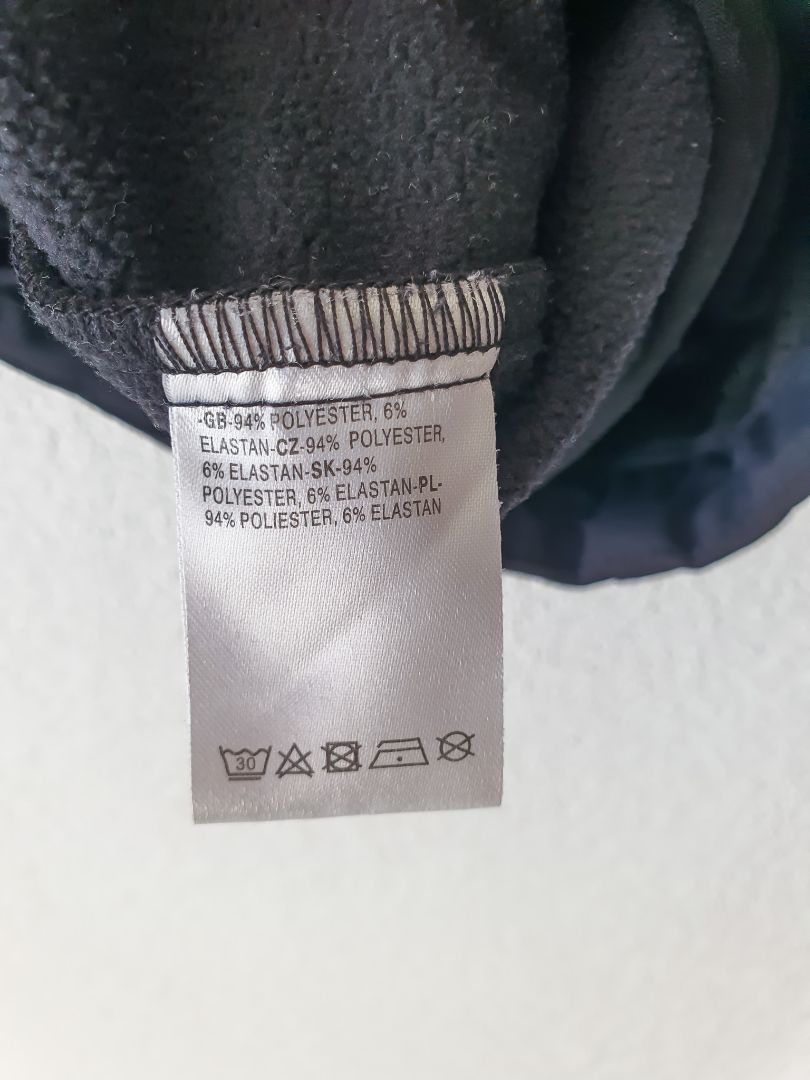 -GB-94% POLYESTER, 6%
ELASTAN-CZ-94% POLYESTER,
6% ELASTAN-SK-94%
POLYESTER, 6% ELASTAN-PL-
94% POLIESTER, 6% ELASTAN
30